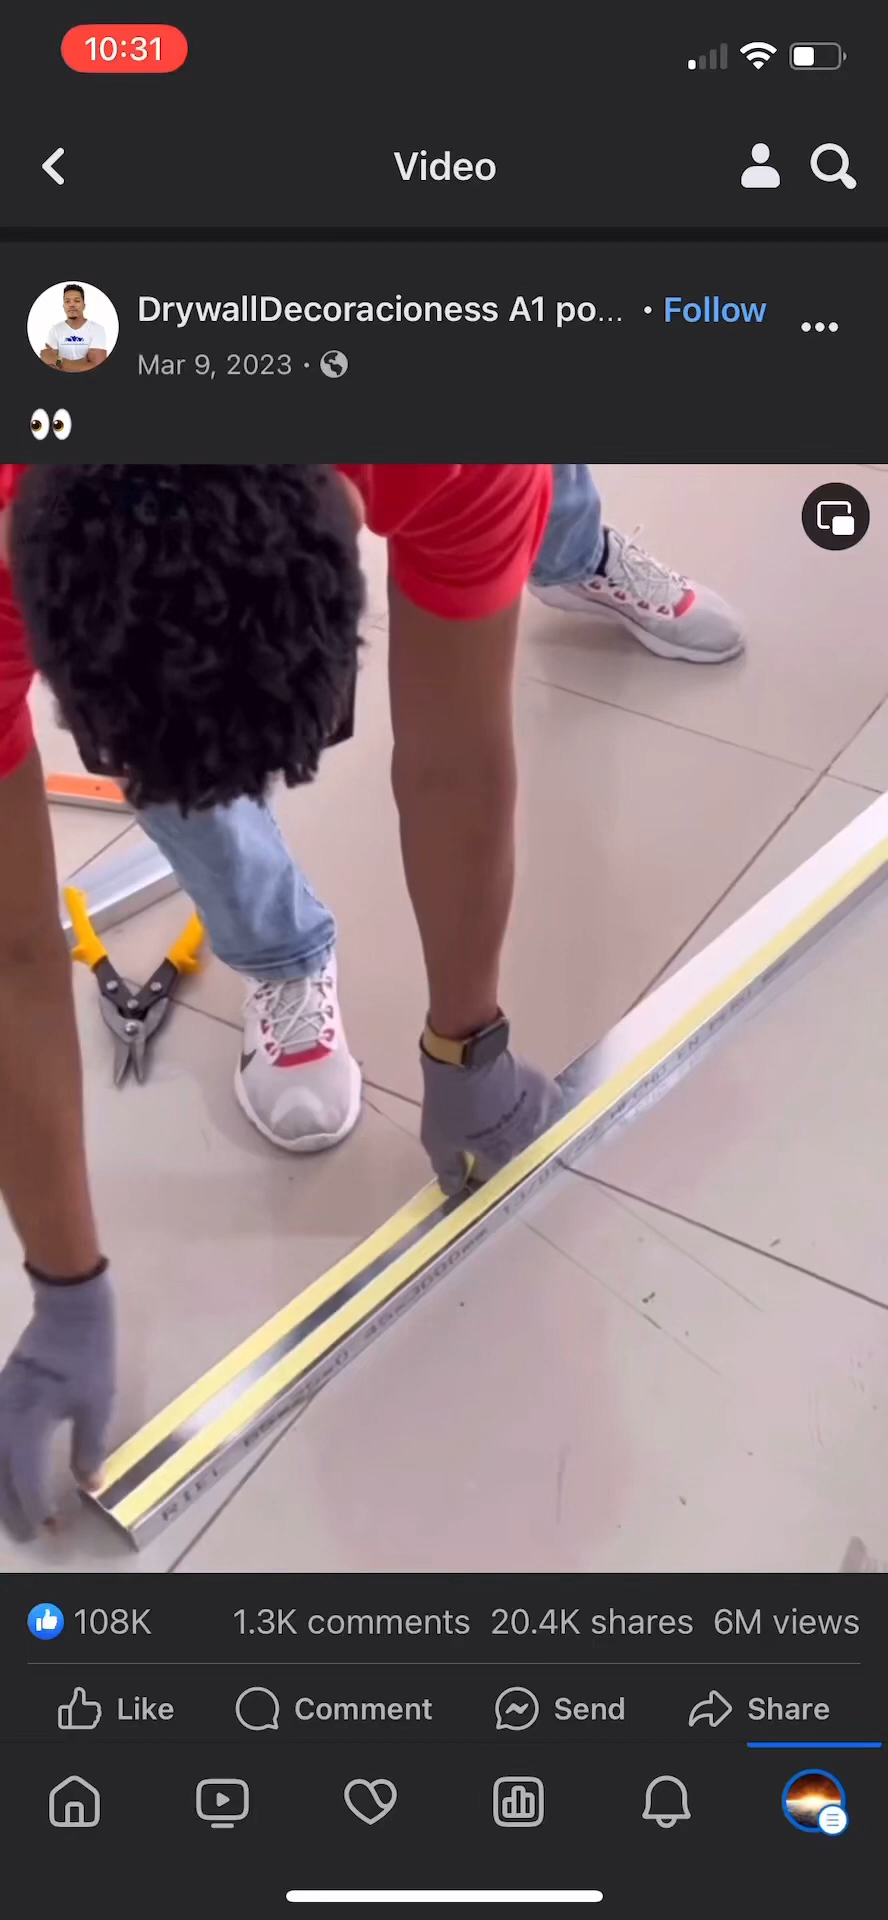 10:31
Video
DrywallDecoracioness A1 po... • Follow
Mar 9, 2023 •
108K 1.3K comments 20.4K shares 6M views
Like Comment Send Share